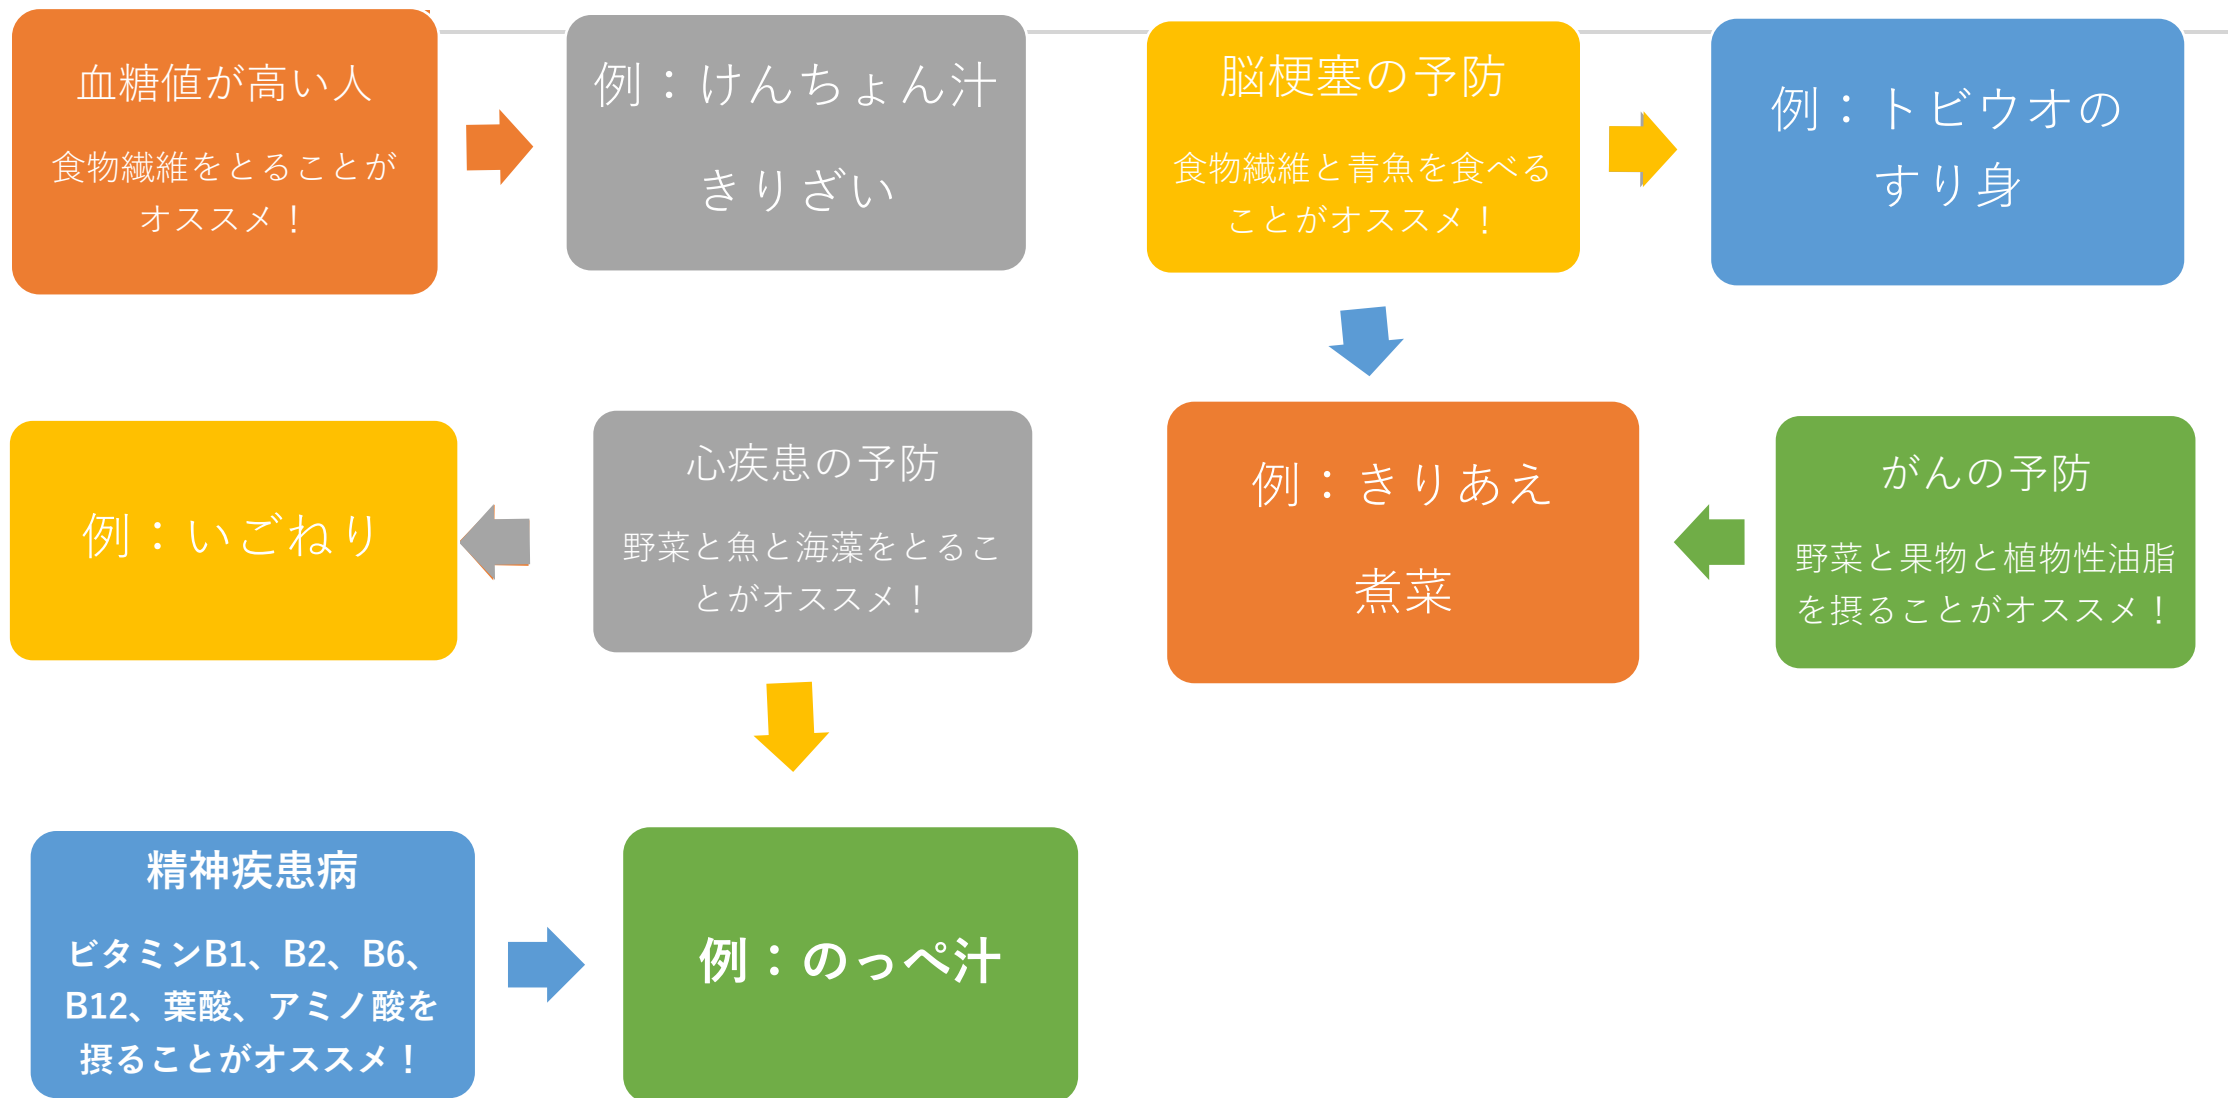 血糖値が高い人
食物繊維をとることが
オススメ！
例：けんちょん汁
きりざい
脳梗塞の予防
食物繊維と青魚を食べる
ことがオススメ！
例：トビウオの
すり身
例：いごねり
心疾患の予防
野菜と魚と海藻をとるこ
とがオススメ！
例：きりあえ
煮菜
がんの予防
野菜と果物と植物性油脂
を摂ることがオススメ！
精神疾患病
ビタミンB1、B2、B6、
B12、葉酸、アミノ酸を
摂ることがオススメ！
例：のっぺ汁